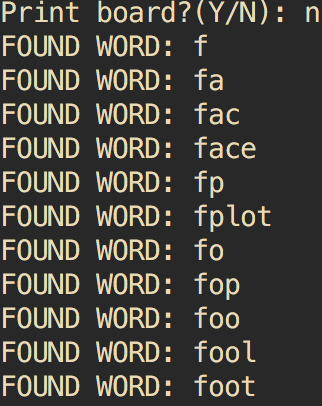 Print board?(Y/N): n
FOUND WORD: f
FOUND WORD: fa
FOUND WORD: fac
FOUND WORD: face
FOUND WORD: fp
FOUND WORD: fplot
FOUND WORD: fo
FOUND WORD: fop
FOUND WORD: foo
FOUND WORD: fool
FOUND WORD: foot